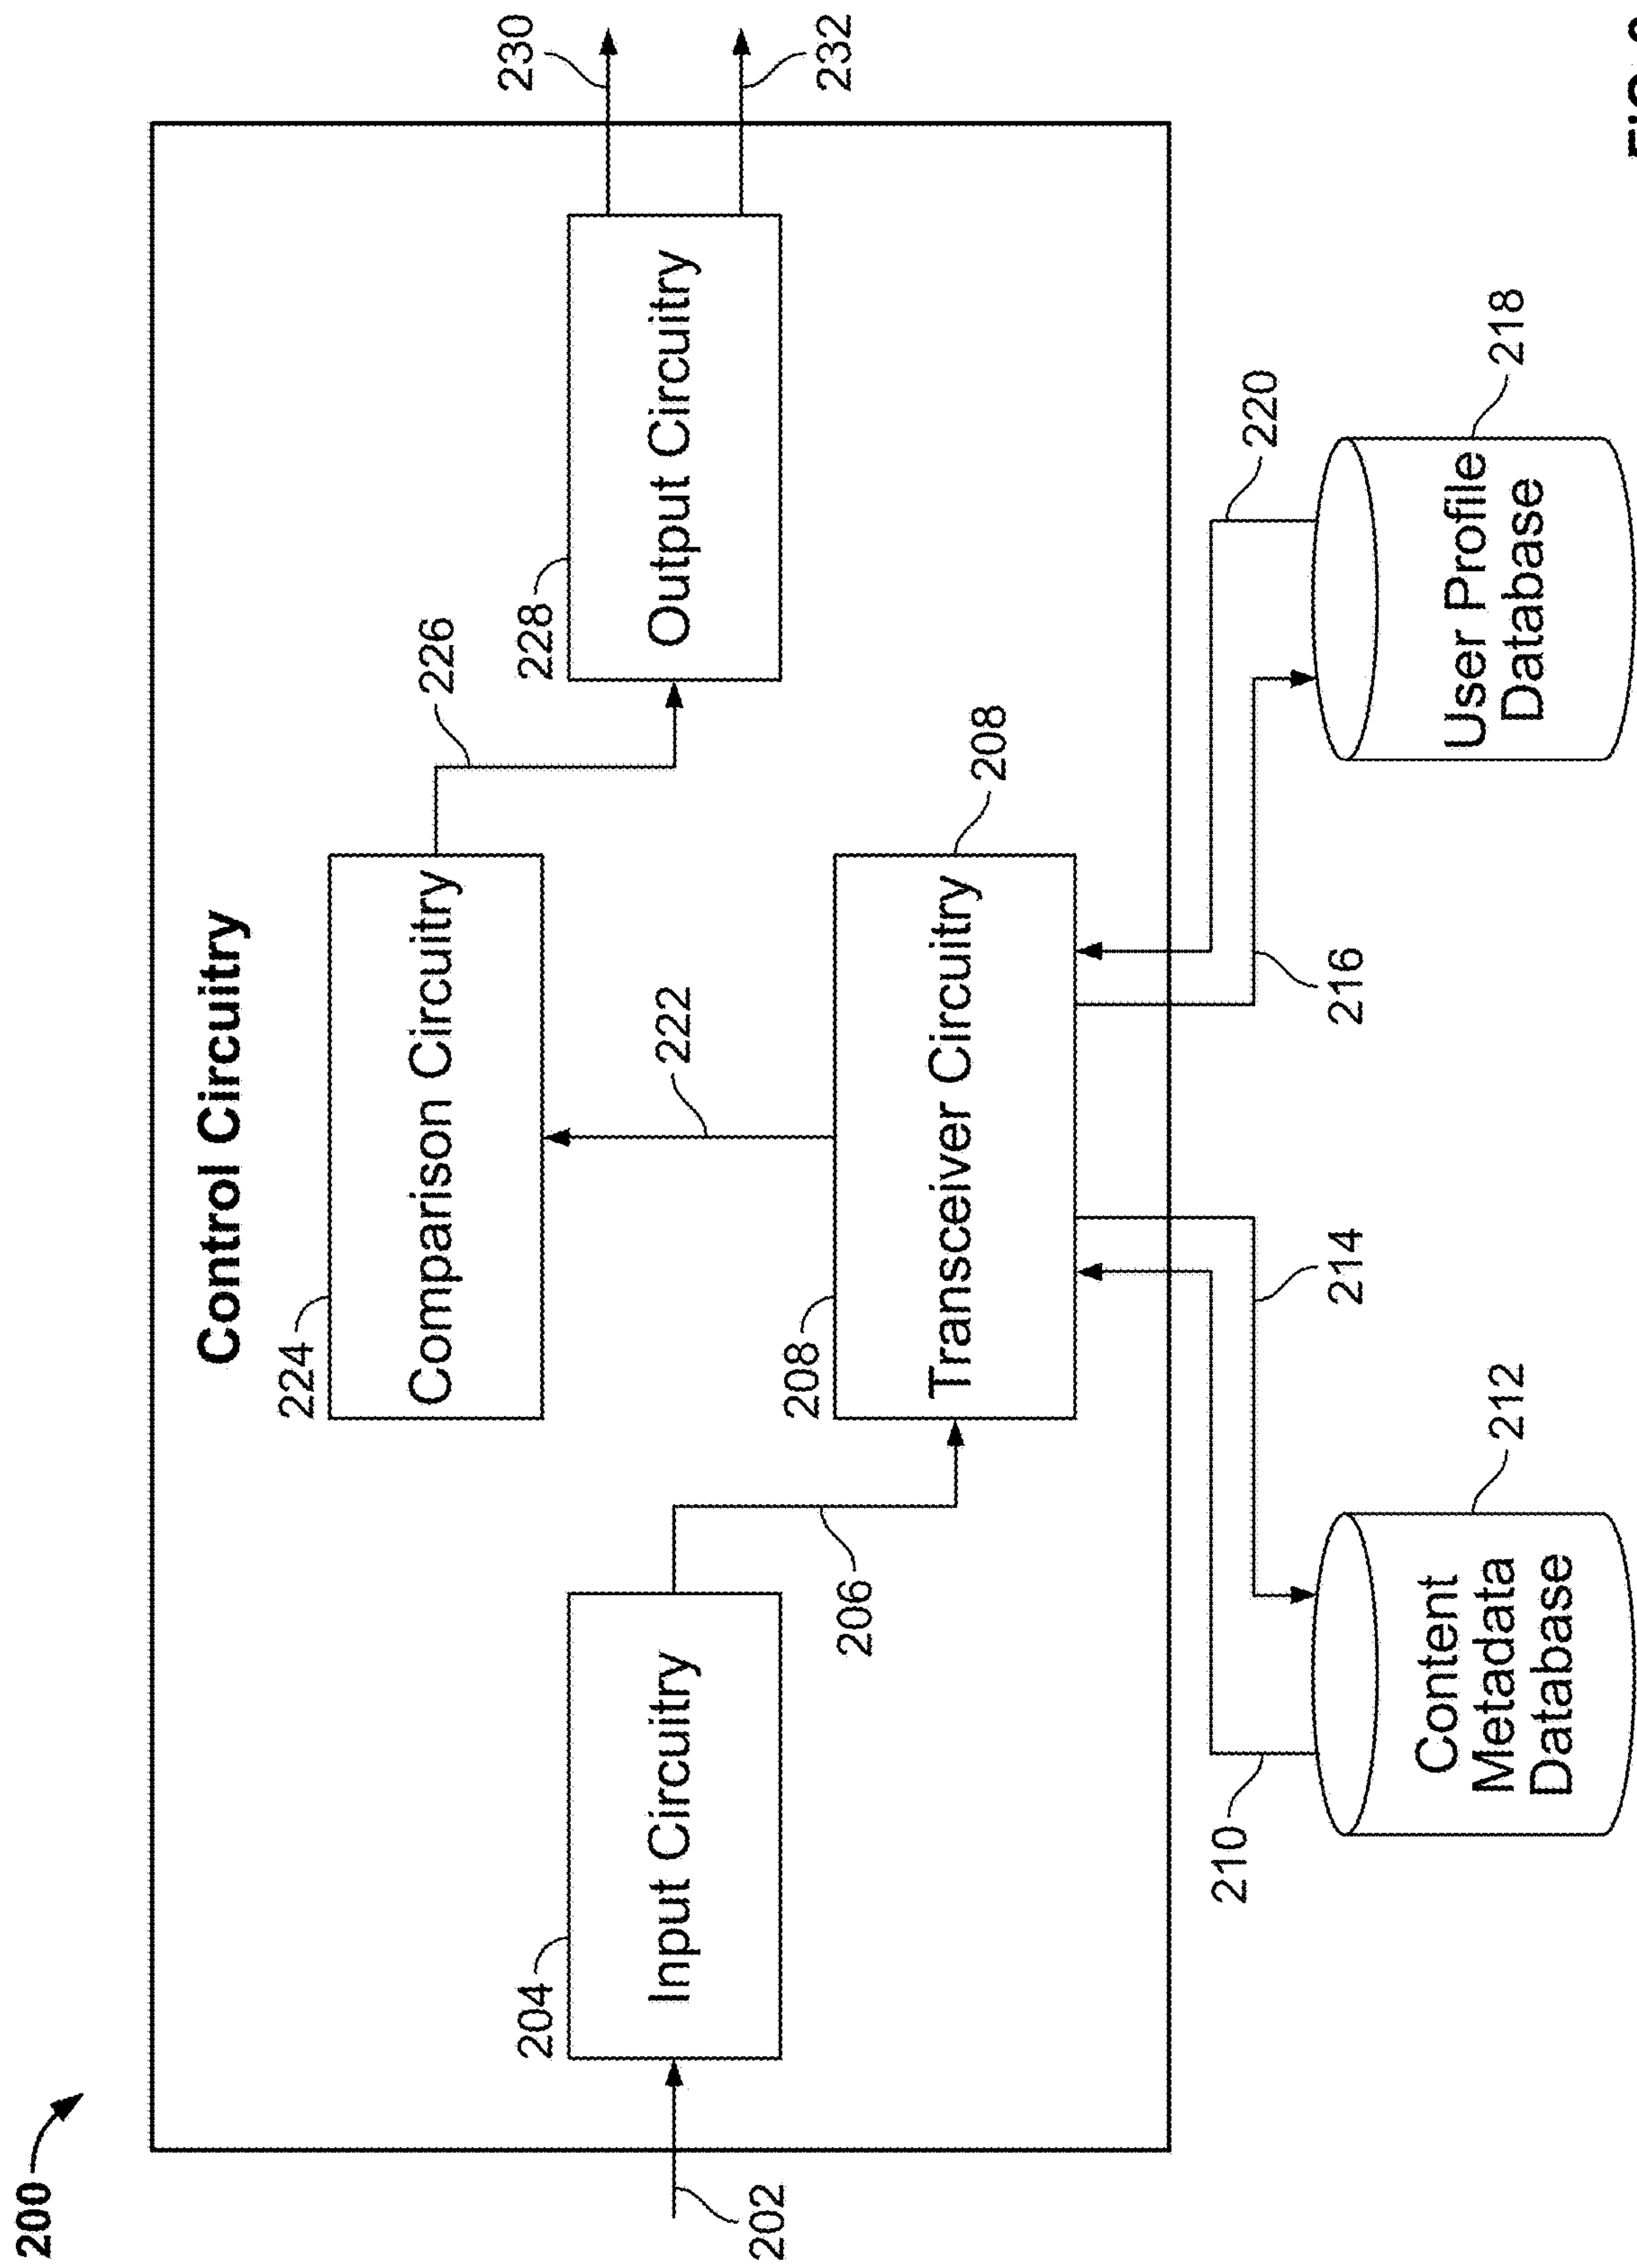 200
Control Circuitry
224
Comparison Circuitry
226
228
Output Circuitry
230
232
204
Input Circuitry
202
206
222
208
Transceiver Circuitry
208
210
214
216
220
Content
Metadata
Database
212
User Profile
Database
218